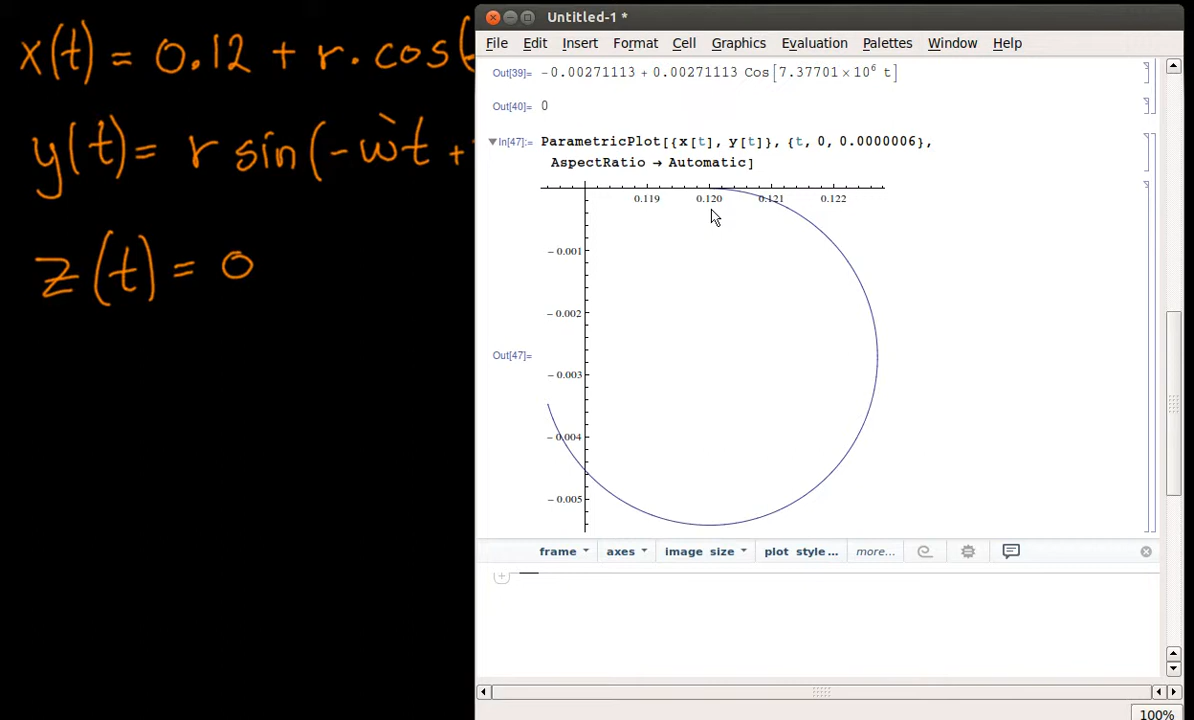 x(t) = 0.12 + r.cos(
y(t) = r sin(-ωt +
z(t) = 0
Untitled-1 *
File Edit Insert Format Cell Graphics Evaluation Palettes Window Help
Out[39]= -0.00271113 + 0.00271113 Cos[7.37701×10⁶ t]
Out[40]= 0
In[47]:= ParametricPlot[{x[t], y[t]}, {t, 0, 0.0000006},
AspectRatio → Automatic]
0.119 0.120 0.121 0.122
-0.001
-0.002
Out[47]=
-0.003
-0.004
-0.005
frame axes image size plot style... more...
100%